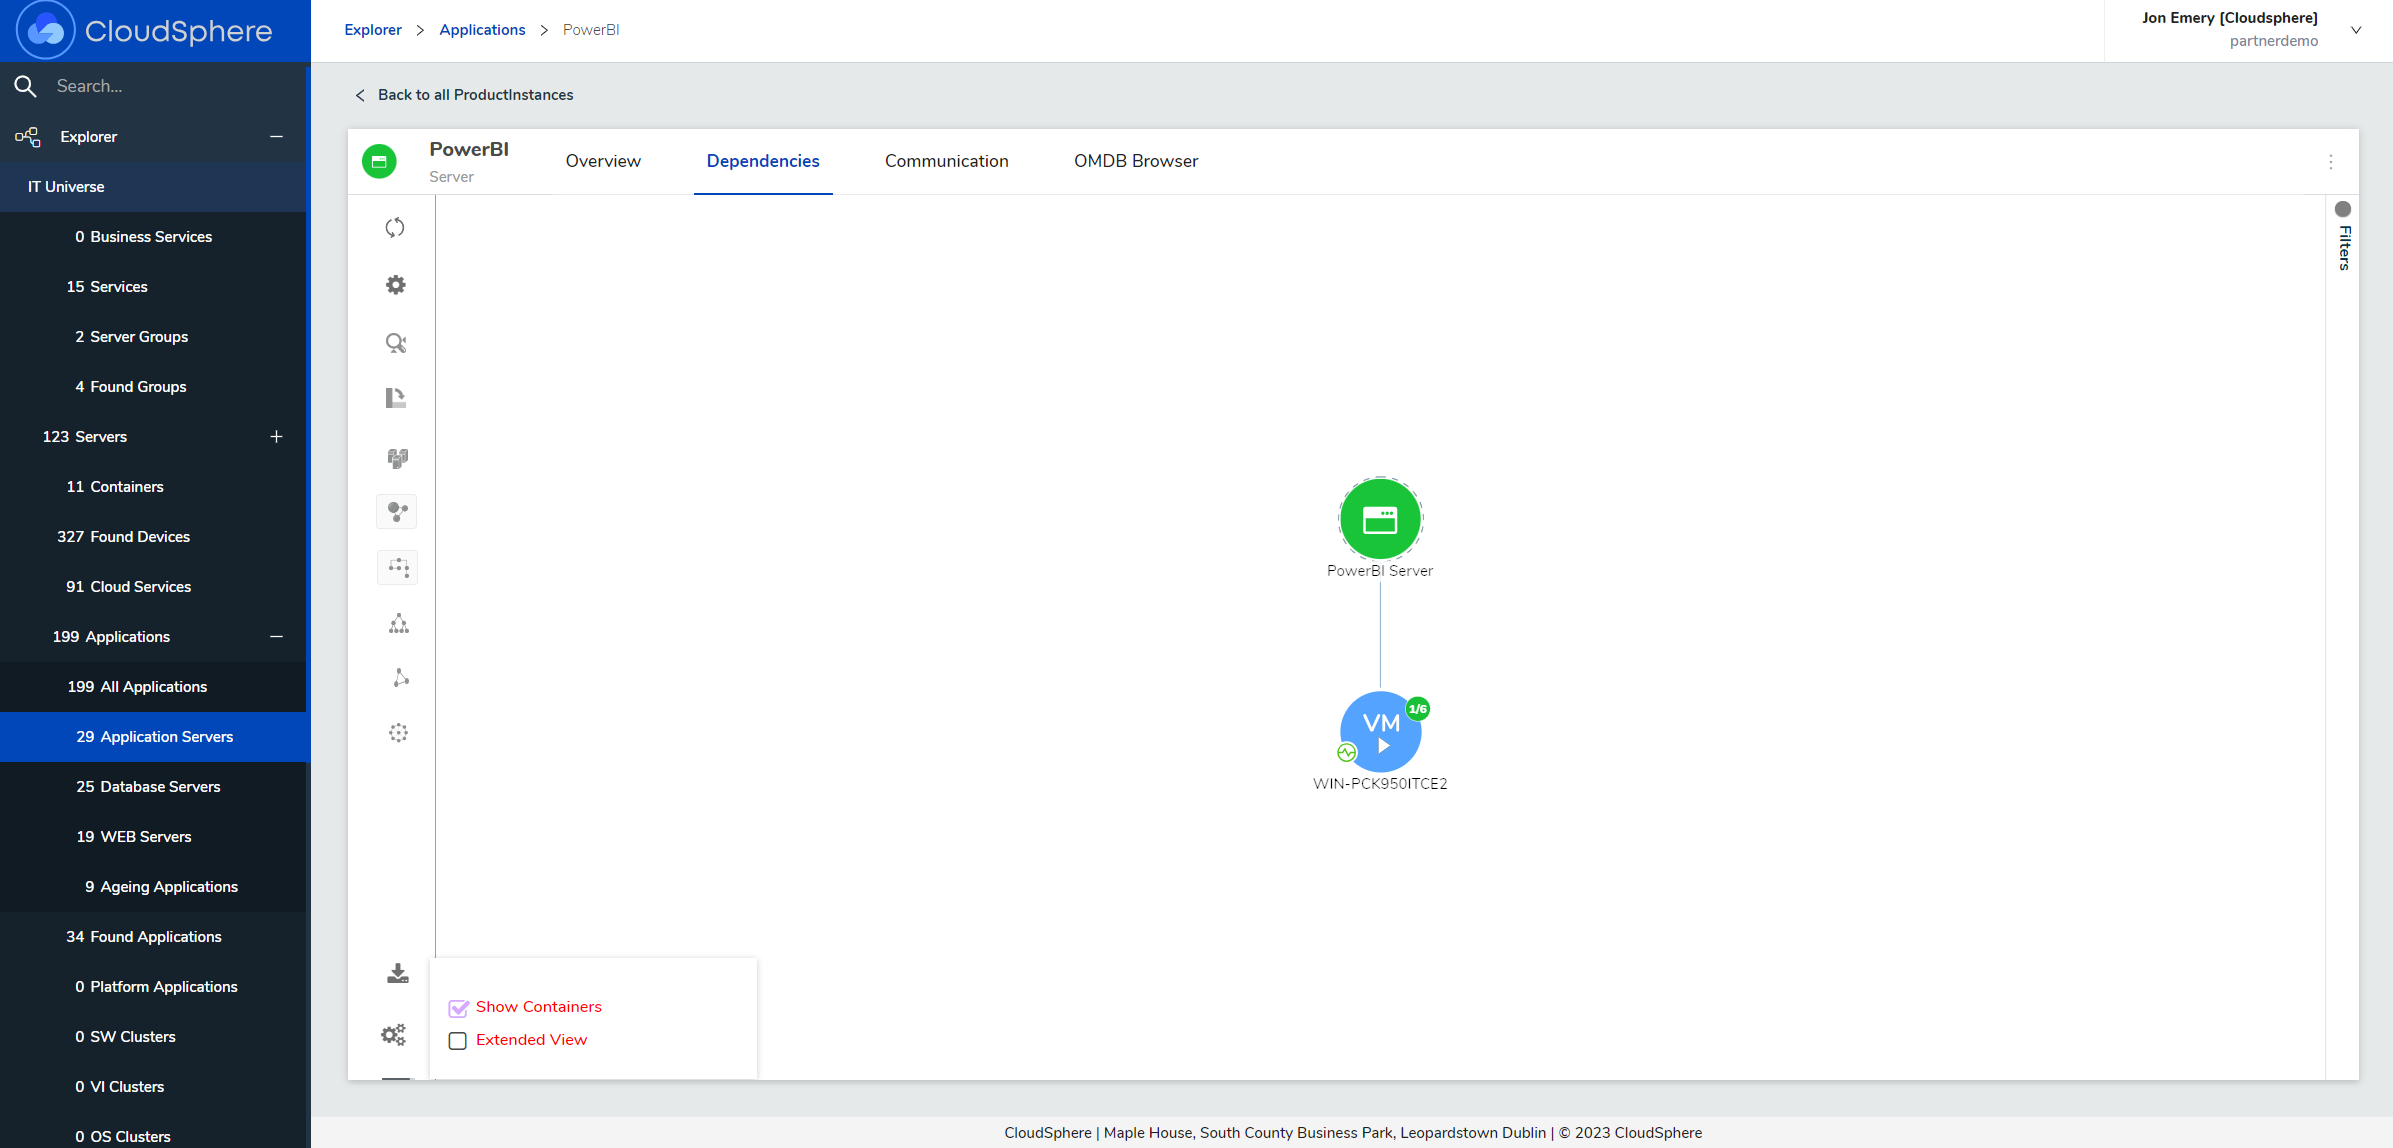 CloudSphere
Explorer > Applications > PowerBI
Jon Emery [Cloudsphere]
partnerdemo
Search...
Explorer
IT Universe
0 Business Services
15 Services
2 Server Groups
4 Found Groups
123 Servers
11 Containers
327 Found Devices
91 Cloud Services
199 Applications
199 All Applications
29 Application Servers
25 Database Servers
19 WEB Servers
9 Ageing Applications
34 Found Applications
0 Platform Applications
0 SW Clusters
0 VI Clusters
0 OS Clusters
Back to all ProductInstances
PowerBI
Server
Overview
Dependencies
Communication
OMDB Browser
Filters
PowerBI Server
VM
1/6
WIN-PCK950ITCE2
Show Containers
Extended View
CloudSphere | Maple House, South County Business Park, Leopardstown Dublin | © 2023 CloudSphere